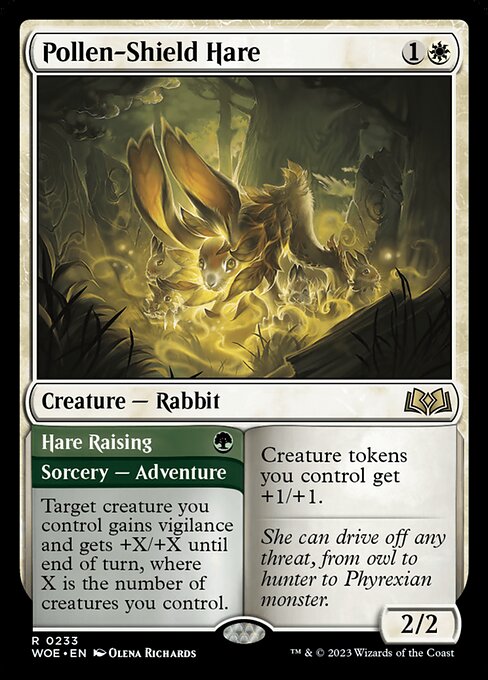 Pollen-Shield Hare 1
Creature — Rabbit
Hare Raising
Sorcery — Adventure
Target creature you
control gains vigilance
and gets +X/+X until
end of turn, where
X is the number of
creatures you control.
Creature tokens
you control get
+1/+1.
She can drive off any
threat, from owl to
hunter to Phyrexian
monster.
2/2
R 0233
WOE • EN Olena Richards
™ & © 2023 Wizards of the Coast